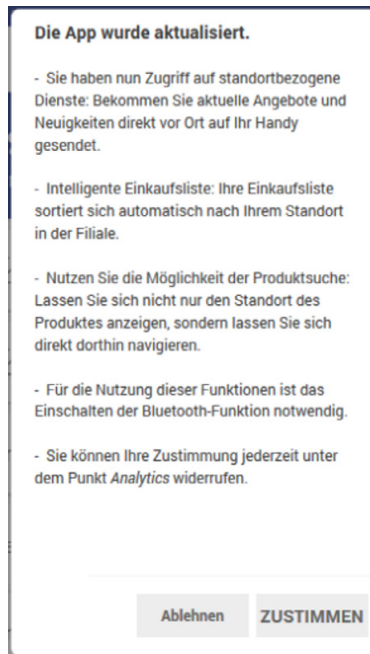 Die App wurde aktualisiert.
- Sie haben nun Zugriff auf standortbezogene
Dienste: Bekommen Sie aktuelle Angebote und
Neuigkeiten direkt vor Ort auf Ihr Handy
gesendet.
- Intelligente Einkaufsliste: Ihre Einkaufsliste
sortiert sich automatisch nach Ihrem Standort
in der Filiale.
- Nutzen Sie die Möglichkeit der Produktsuche:
Lassen Sie sich nicht nur den Standort des
Produktes anzeigen, sondern lassen Sie sich
direkt dorthin navigieren.
- Für die Nutzung dieser Funktionen ist das
Einschalten der Bluetooth-Funktion notwendig.
- Sie können Ihre Zustimmung jederzeit unter
dem Punkt Analytics widerrufen.
Ablehnen ZUSTIMMEN